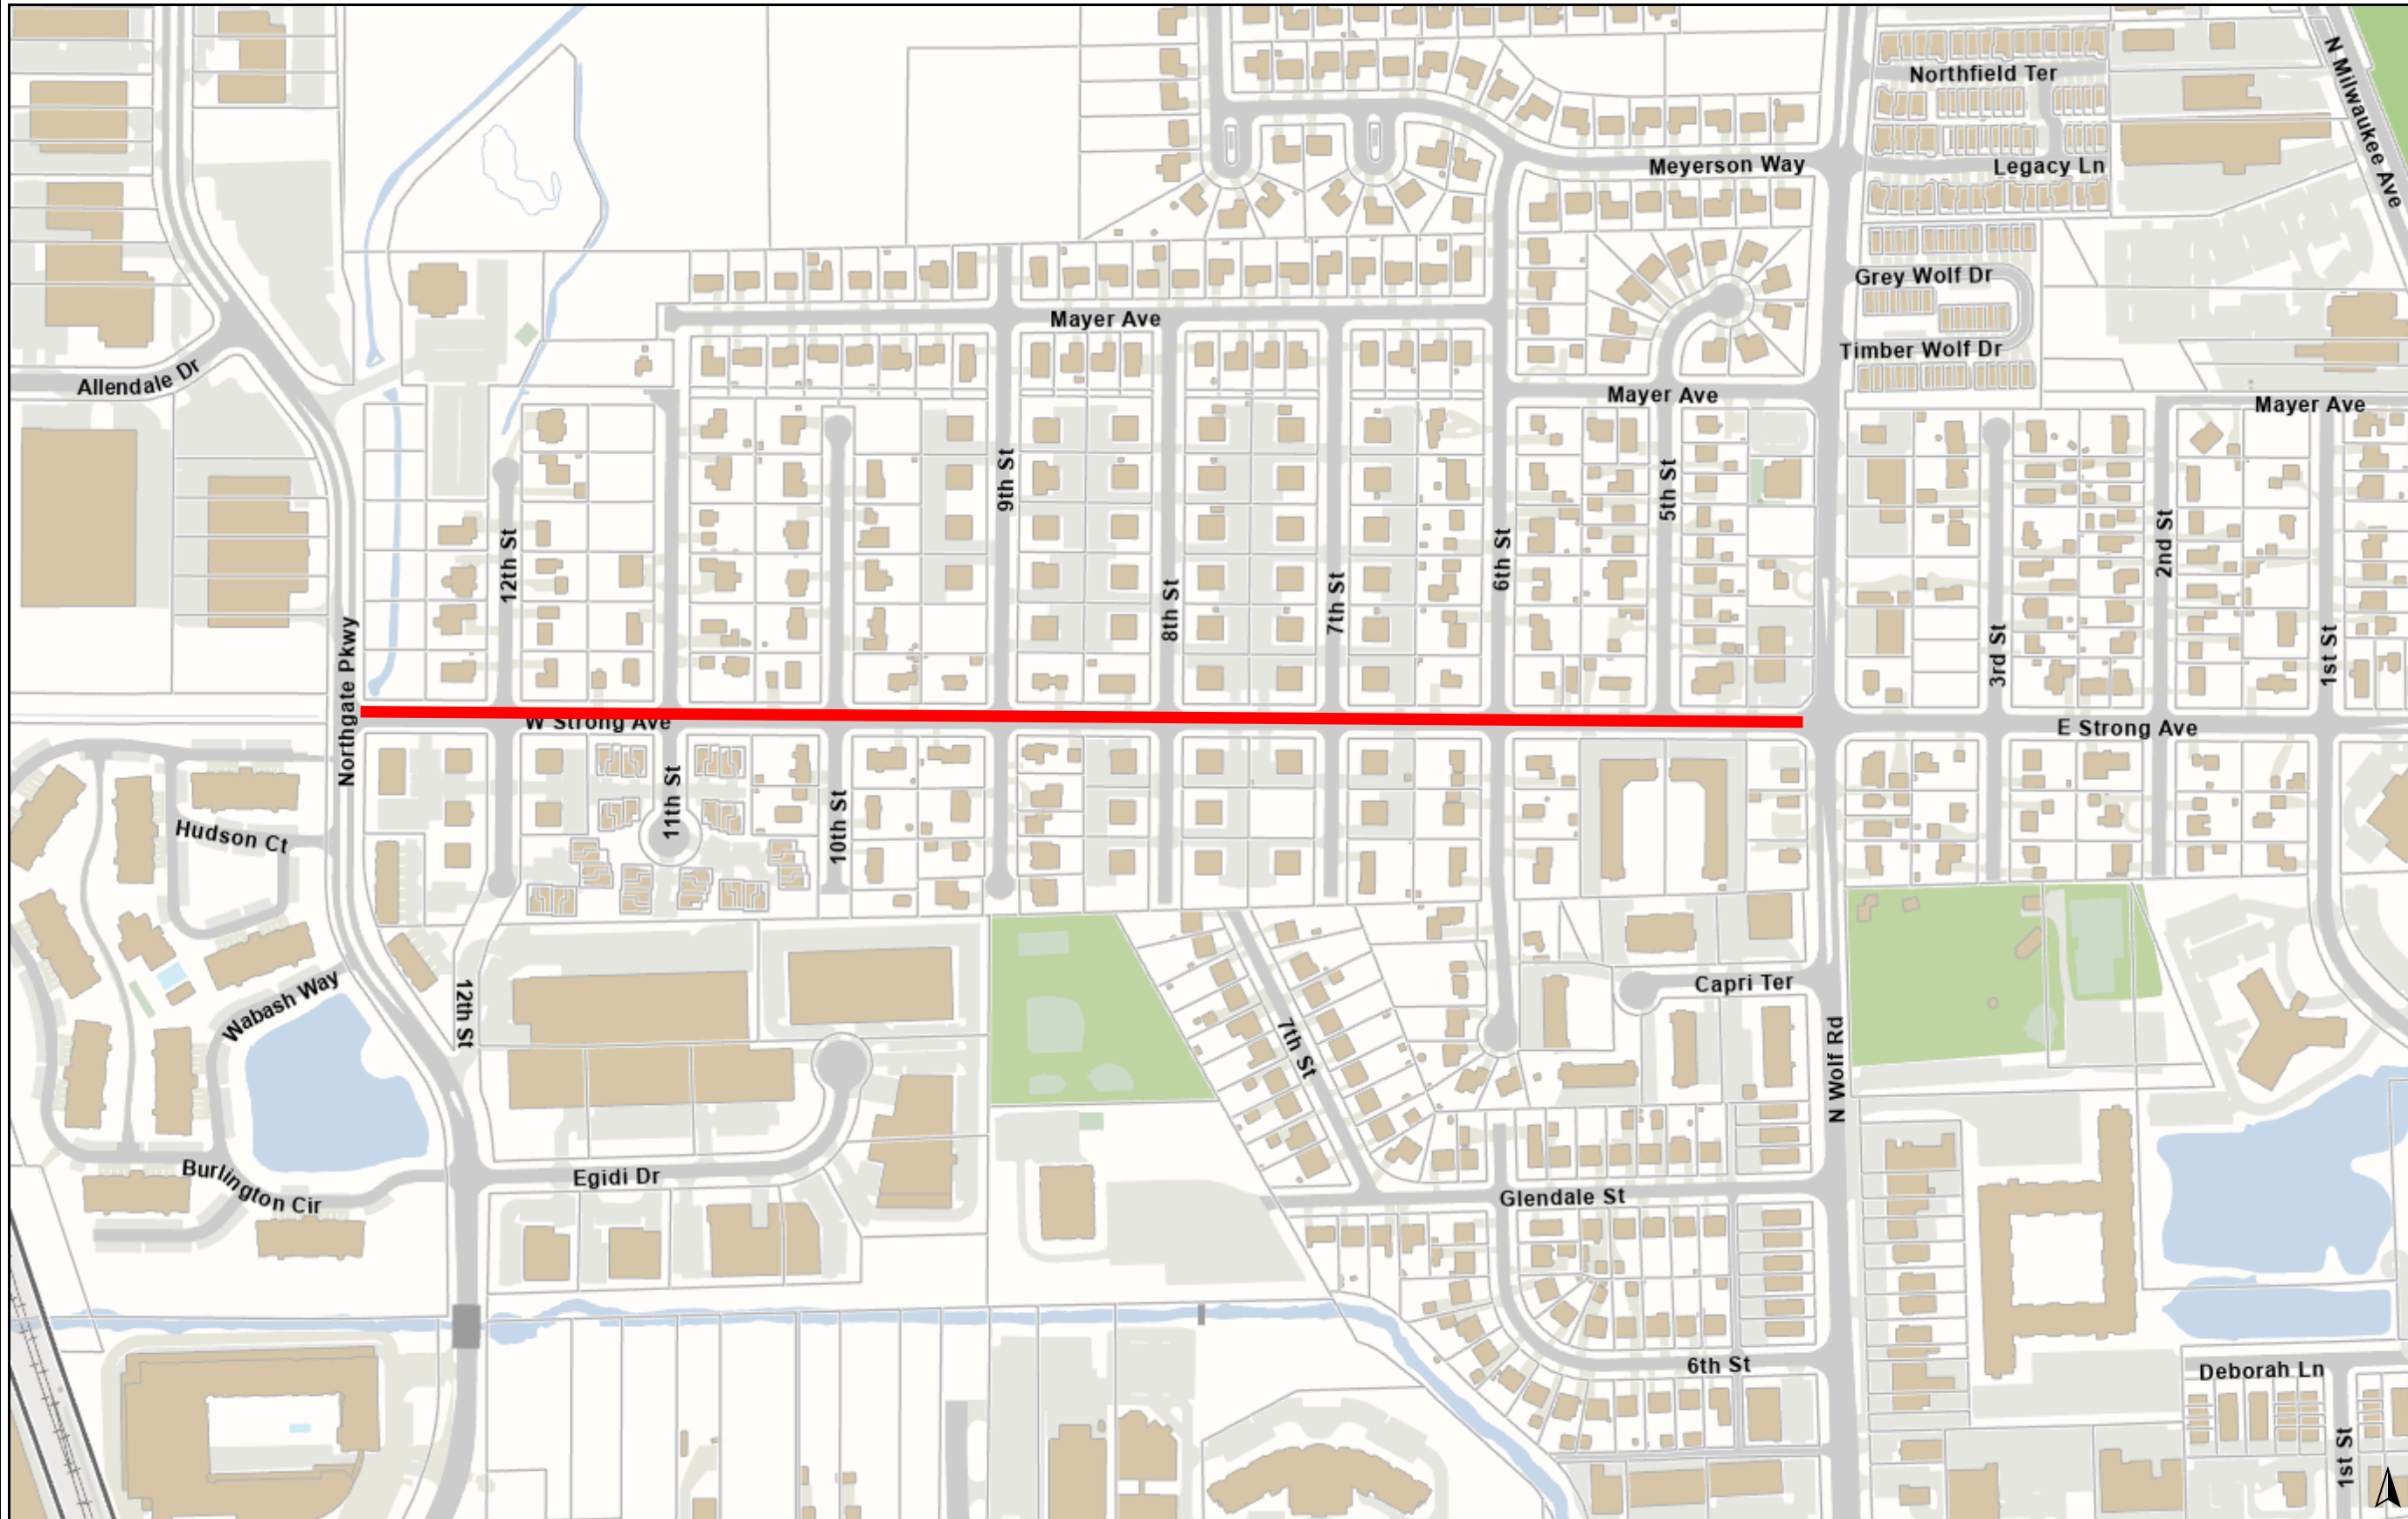 N Milwaukee Ave
Northfield Ter
Meyerson Way
Legacy Ln
Grey Wolf Dr
Mayer Ave
Timber Wolf Dr
Allendale Dr
Mayer Ave
Mayer Ave
9th St
5th St
12th St
6th St
2nd St
8th St
7th St
3rd St
1st St
Northgate Pkwy
W Strong Ave
E Strong Ave
11th St
10th St
Hudson Ct
Wabash Way
12th St
7th St
Capri Ter
N Wolf Rd
Burlington Cir
Egidi Dr
Glendale St
6th St
Deborah Ln
1st St